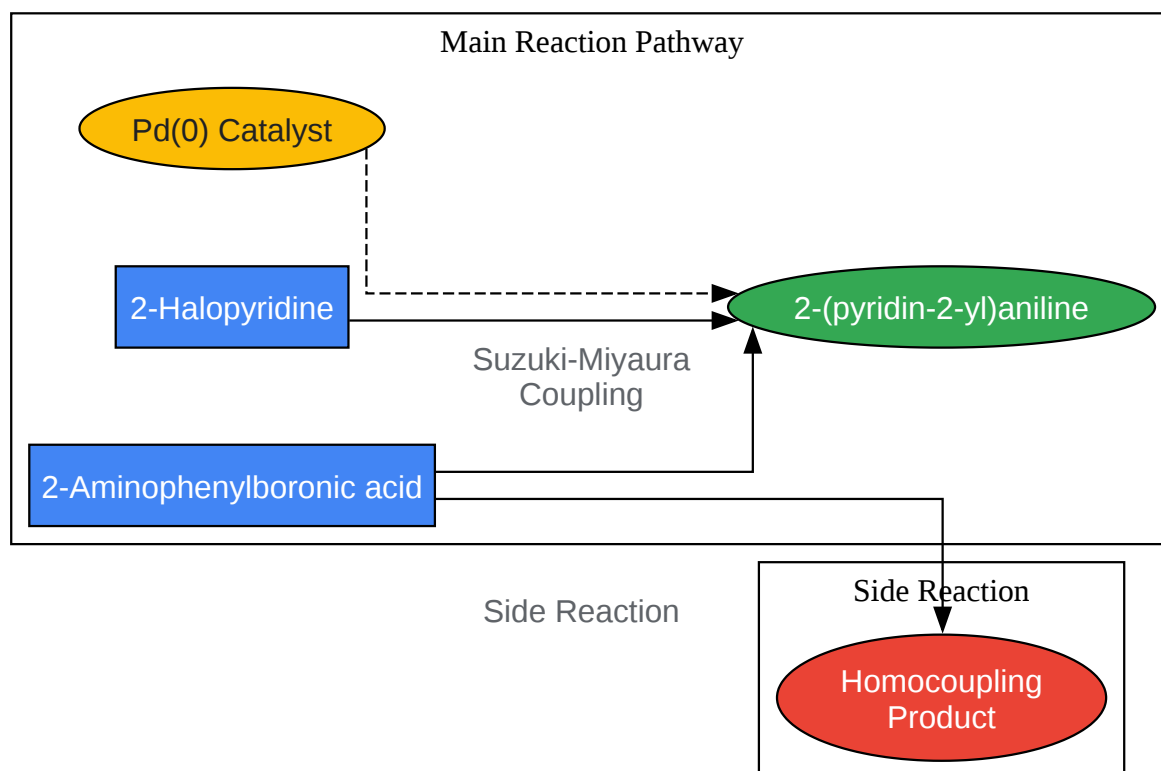 Main Reaction Pathway
Pd(0) Catalyst
2-Halopyridine
2-(pyridin-2-yl)aniline
Suzuki-Miyaura
Coupling
2-Aminophenylboronic acid
Side Reaction
Side Reaction
Homocoupling
Product